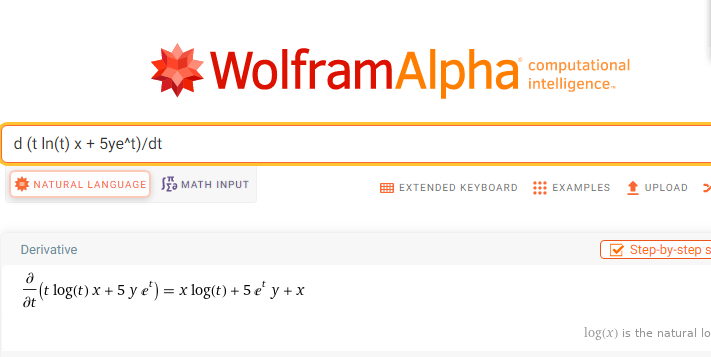 WolframAlpha computational intelligence.
d (t ln(t) x + 5ye^t)/dt
NATURAL LANGUAGE ∫Σ∂π MATH INPUT EXTENDED KEYBOARD EXAMPLES UPLOAD
Derivative Step-by-step s
∂/∂t (t log(t) x + 5 y e^t) = x log(t) + 5 e^t y + x
log(x) is the natural lo